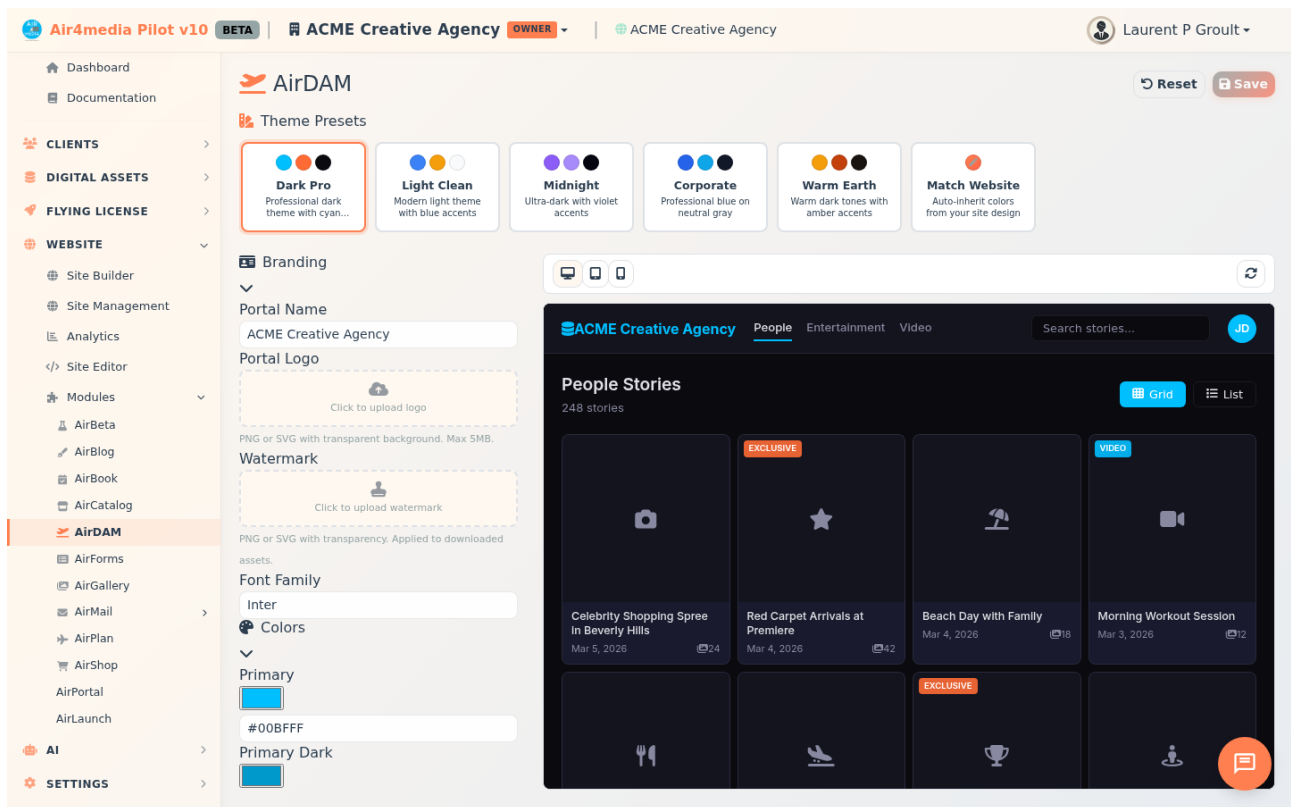 Air4media Pilot v10 BETA
ACME Creative Agency OWNER
ACME Creative Agency
Laurent P Groult
Dashboard
Documentation
CLIENTS
DIGITAL ASSETS
FLYING LICENSE
WEBSITE
Site Builder
Site Management
Analytics
Site Editor
Modules
AirBeta
AirBlog
AirBook
AirCatalog
AirDAM
AirForms
AirGallery
AirMail
AirPlan
AirShop
AirPortal
AirLaunch
AI
SETTINGS
AirDAM
Reset
Save
Theme Presets
Dark Pro
Professional dark
theme with cyan...
Light Clean
Modern light theme
with blue accents
Midnight
Ultra-dark with violet
accents
Corporate
Professional blue on
neutral gray
Warm Earth
Warm dark tones with
amber accents
Match Website
Auto-inherit colors
from your site design
Branding
Portal Name
ACME Creative Agency
Portal Logo
Click to upload logo
PNG or SVG with transparent background. Max 5MB.
Watermark
Click to upload watermark
PNG or SVG with transparency. Applied to downloaded
assets.
Font Family
Inter
Colors
Primary
#00BFFF
Primary Dark
ACME Creative Agency
People
Entertainment
Video
Search stories...
JD
People Stories
248 stories
Grid
List
Celebrity Shopping Spree
in Beverly Hills
Mar 5, 2026
24
EXCLUSIVE
Red Carpet Arrivals at
Premiere
Mar 4, 2026
42
Beach Day with Family
Mar 4, 2026
18
VIDEO
Morning Workout Session
Mar 3, 2026
12
EXCLUSIVE